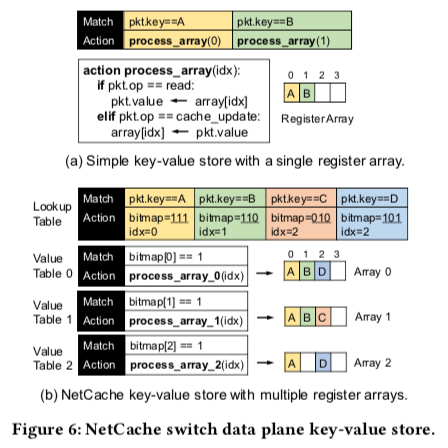 Match pkt.key==A pkt.key==B
Action process_array(0) process_array(1)
action process_array(idx):
if pkt.op == read:
pkt.value ← array[idx]
elif pkt.op == cache_update:
array[idx] ← pkt.value
0 1 2 3
A B
Register Array
(a) Simple key-value store with a single register array.
Lookup Table
Match pkt.key==A pkt.key==B pkt.key==C pkt.key==D
Action bitmap=111 bitmap=110 bitmap=010 bitmap=101
idx=0 idx=1 idx=2 idx=2
Value Table 0
Match bitmap[0] == 1
Action process_array_0(idx)
0 1 2 3
A B D
Array 0
Value Table 1
Match bitmap[1] == 1
Action process_array_1(idx)
A B C
Array 1
Value Table 2
Match bitmap[2] == 1
Action process_array_2(idx)
A D
Array 2
(b) NetCache key-value store with multiple register arrays.
Figure 6: NetCache switch data plane key-value store.